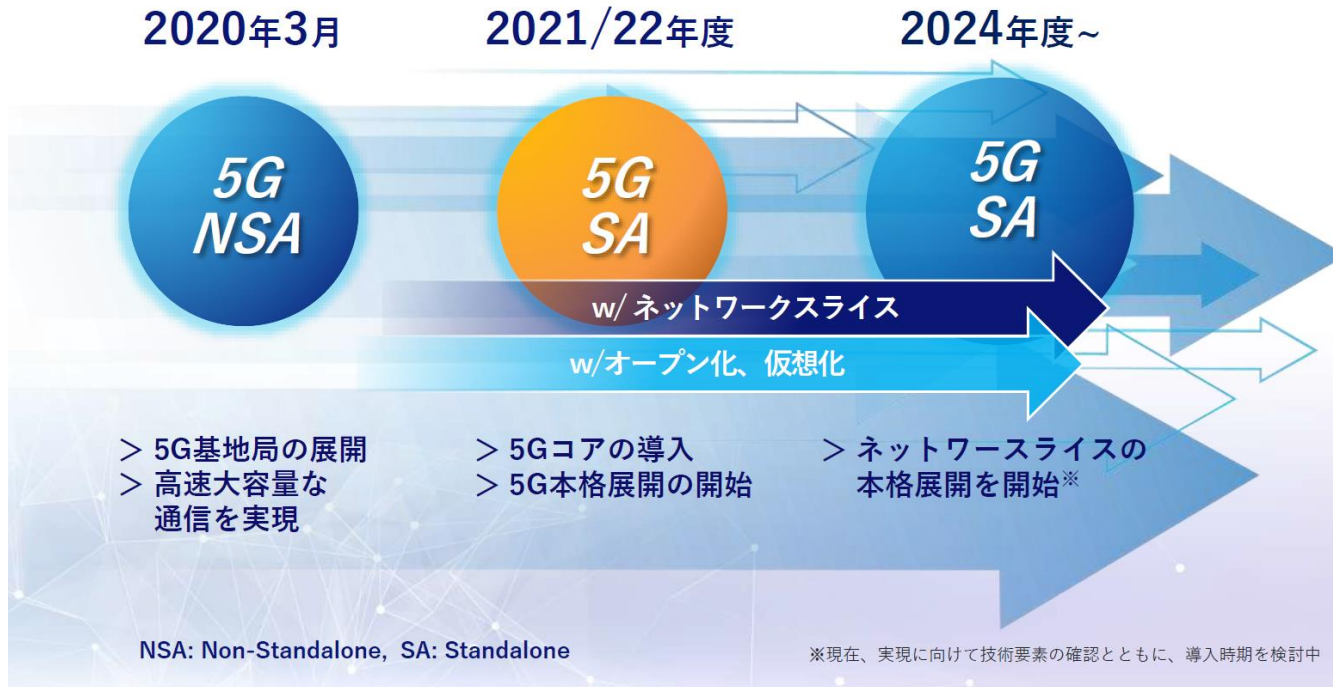 2020年3月
2021/22年度
2024年度~
5G
NSA
5G
SA
5G
SA
w/ ネットワークスライス
w/オープン化、仮想化
＞ 5G基地局の展開
＞ 高速大容量な
通信を実現
＞ 5Gコアの導入
＞ 5G本格展開の開始
＞ ネットワースライスの
本格展開を開始※
NSA: Non-Standalone, SA: Standalone
※現在、実現に向けて技術要素の確認とともに、導入時期を検討中